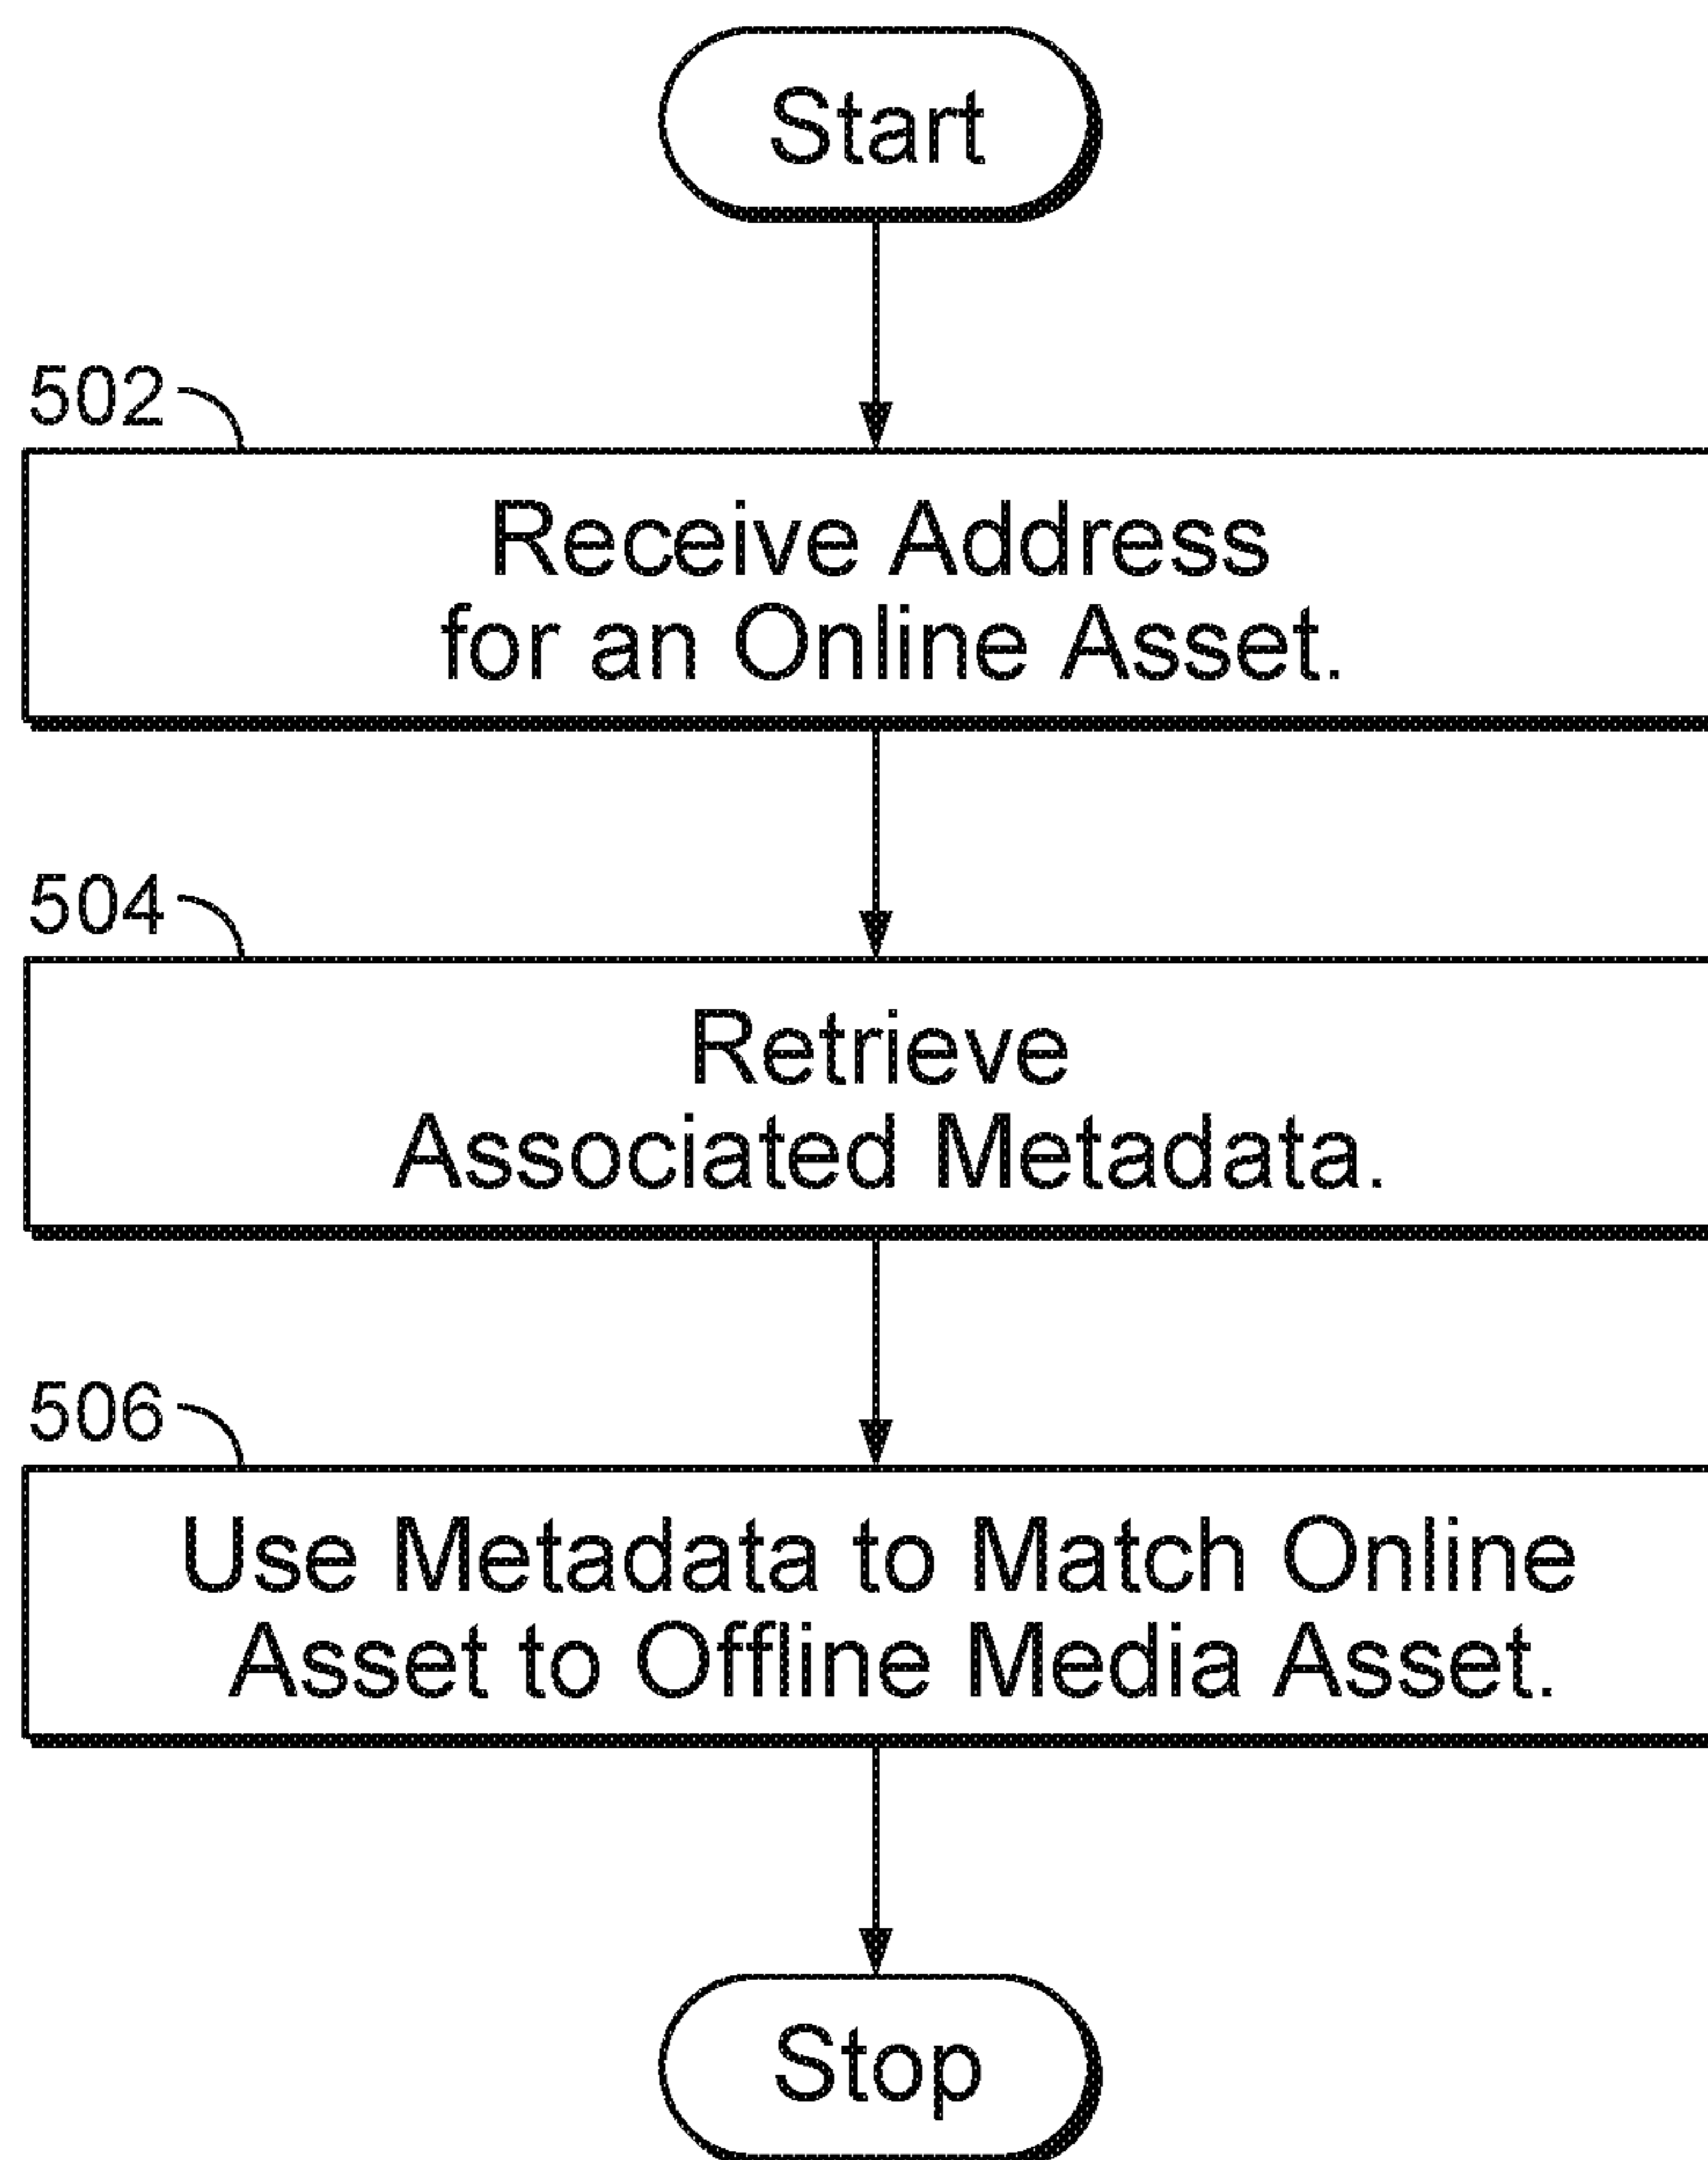 Start
502
Receive Address
for an Online Asset.
504
Retrieve
Associated Metadata.
506
Use Metadata to Match Online
Asset to Offline Media Asset.
Stop